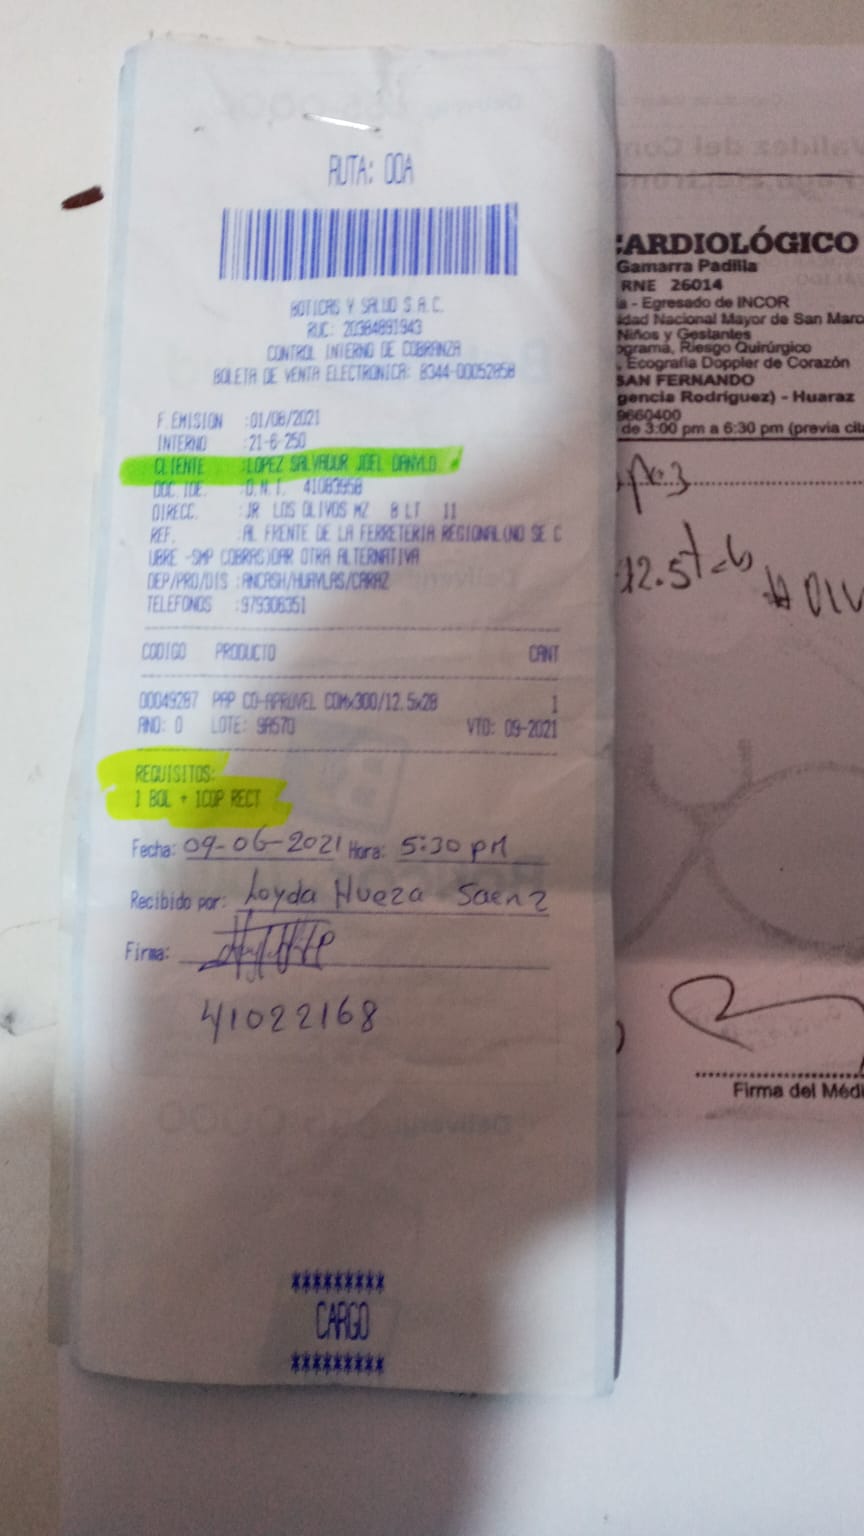 RUTA: 00A
BOTICAS Y SALUD S.A.C.
RUC: 20384891943
CONTROL INTERNO DE COBRANZA
BOLETA DE VENTA ELECTRONICA: B344-00052858
F.EMISION :01/06/2021
INTERNO :21-6-250
CLIENTE :LOPEZ SALVADOR JOEL DANYLO
DOC IDE. :D.N.I. 41083958
DIRECC. :JR LOS OLIVOS MZ B LT 11
REF. :AL FRENTE DE LA FERRETERIA REGIONAL(NO SE C
UBRE -SMP COBRAS)DAR OTRA ALTERNATIVA
DEP/PRO/DIS :ANCASH/HUAYLAS/CARAZ
TELEFONOS :979306351
CODIGO PRODUCTO CANT
00049287 PAP CO-APROVEL COMx300/12.5x28 1
ANO: 0 LOTE: 9A570 VTO: 09-2021
REQUISITOS:
1 BOL + 1COP RECT
Fecha: 09-06-2021 Hora: 5:30 pm
Recibido por: Loyda Hueza Saenz
Firma:
41022168
*********
CARGO
*********
CARDIOLÓGICO
Gamarra Padilla
RNE 26014
a - Egresado de INCOR
idad Nacional Mayor de San Marc
Niños y Gestantes
ograma, Riesgo Quirúrgico
, Ecografía Doppler de Corazón
SAN FERNANDO
gencia Rodríguez) - Huaraz
9660400
de 3:00 pm a 6:30 pm (previa cita
12.5
Firma del Médi